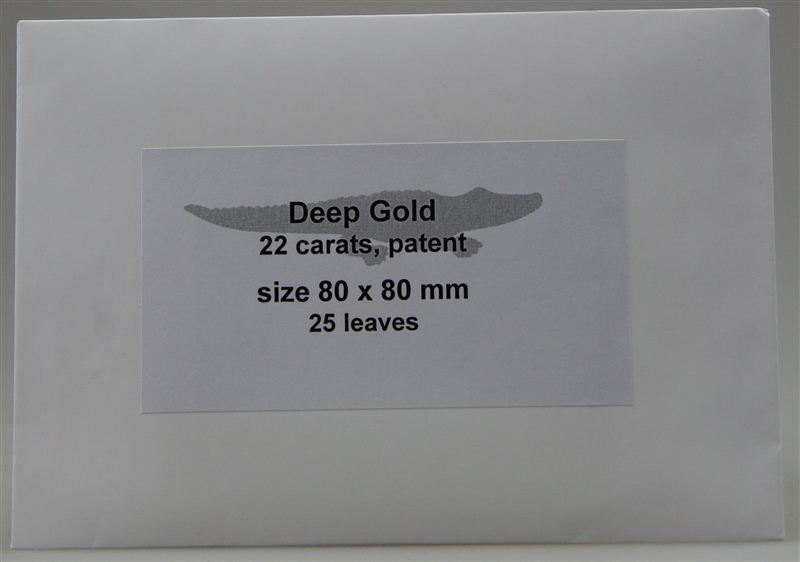 Deep Gold
22 carats, patent
size 80 x 80 mm
25 leaves